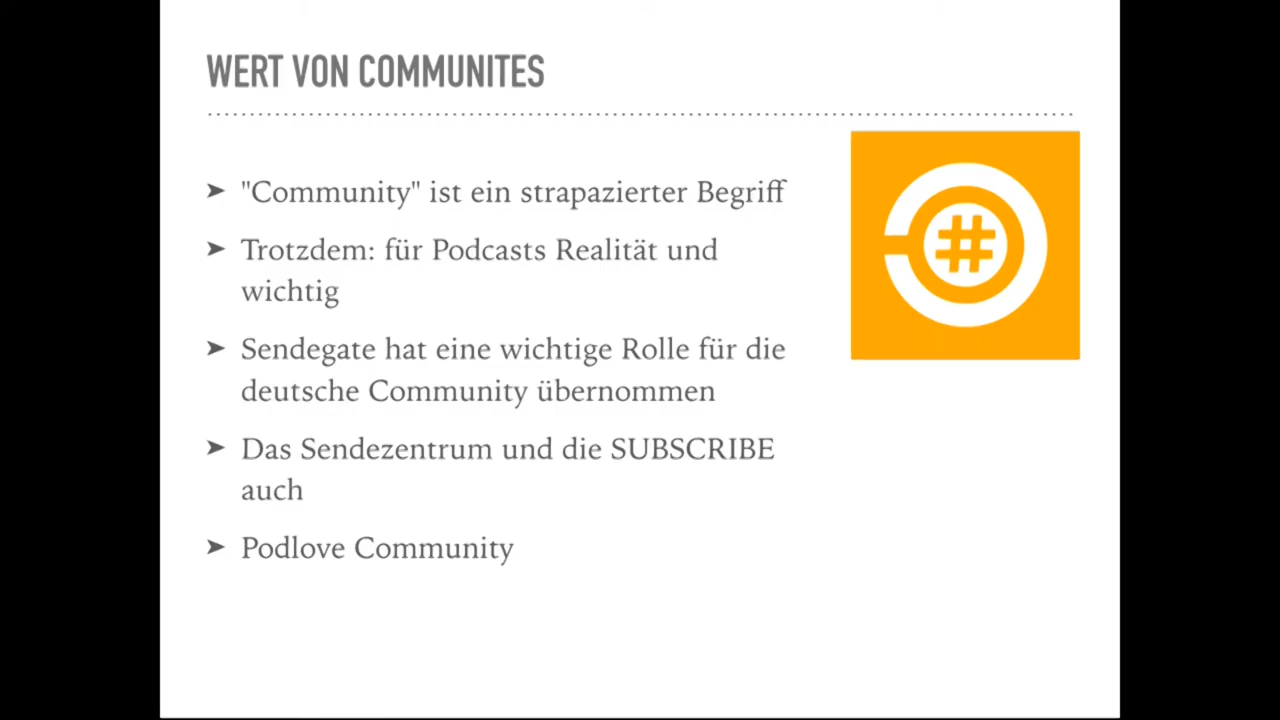 WERT VON COMMUNITES
➤ "Community" ist ein strapazierter Begriff
➤ Trotzdem: für Podcasts Realität und
wichtig
➤ Sendegate hat eine wichtige Rolle für die
deutsche Community übernommen
➤ Das Sendezentrum und die SUBSCRIBE
auch
➤ Podlove Community
#